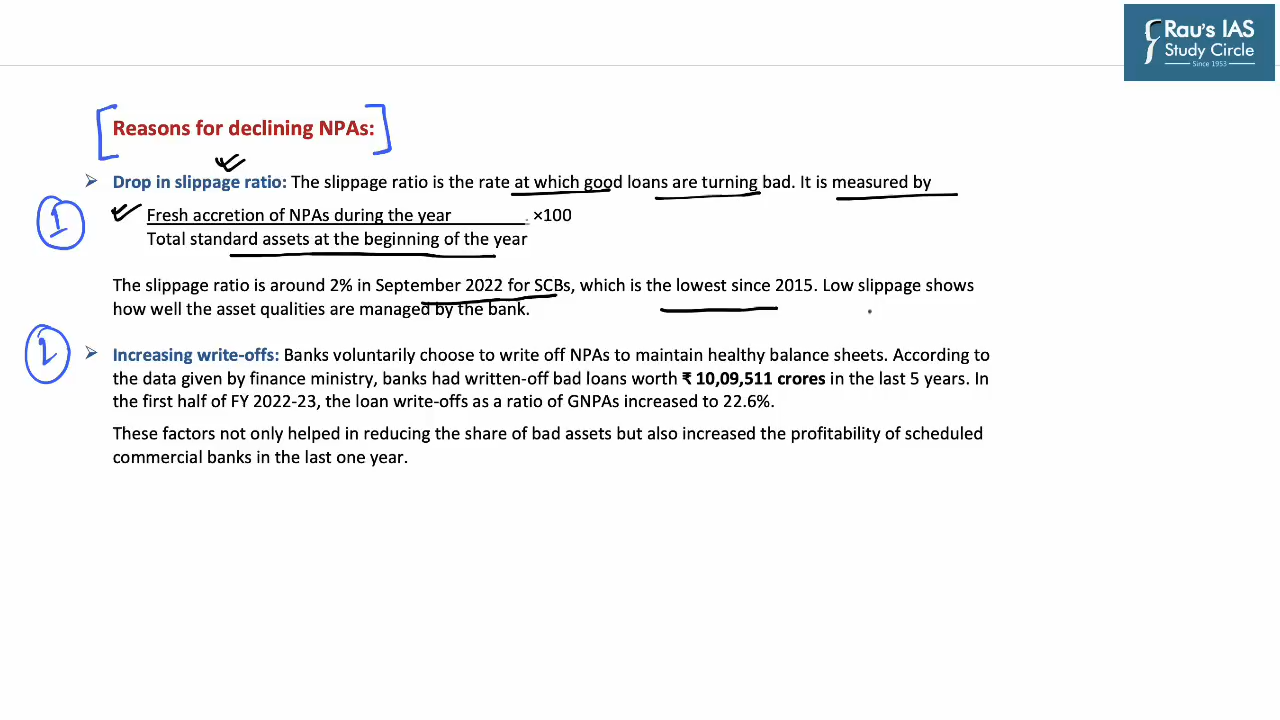 Rau's IAS
Study Circle
Since 1953
Reasons for declining NPAs:
1
➢ Drop in slippage ratio: The slippage ratio is the rate at which good loans are turning bad. It is measured by
Fresh accretion of NPAs during the year ×100
Total standard assets at the beginning of the year
The slippage ratio is around 2% in September 2022 for SCBs, which is the lowest since 2015. Low slippage shows
how well the asset qualities are managed by the bank.
2
➢ Increasing write-offs: Banks voluntarily choose to write off NPAs to maintain healthy balance sheets. According to
the data given by finance ministry, banks had written-off bad loans worth ₹ 10,09,511 crores in the last 5 years. In
the first half of FY 2022-23, the loan write-offs as a ratio of GNPAs increased to 22.6%.
These factors not only helped in reducing the share of bad assets but also increased the profitability of scheduled
commercial banks in the last one year.